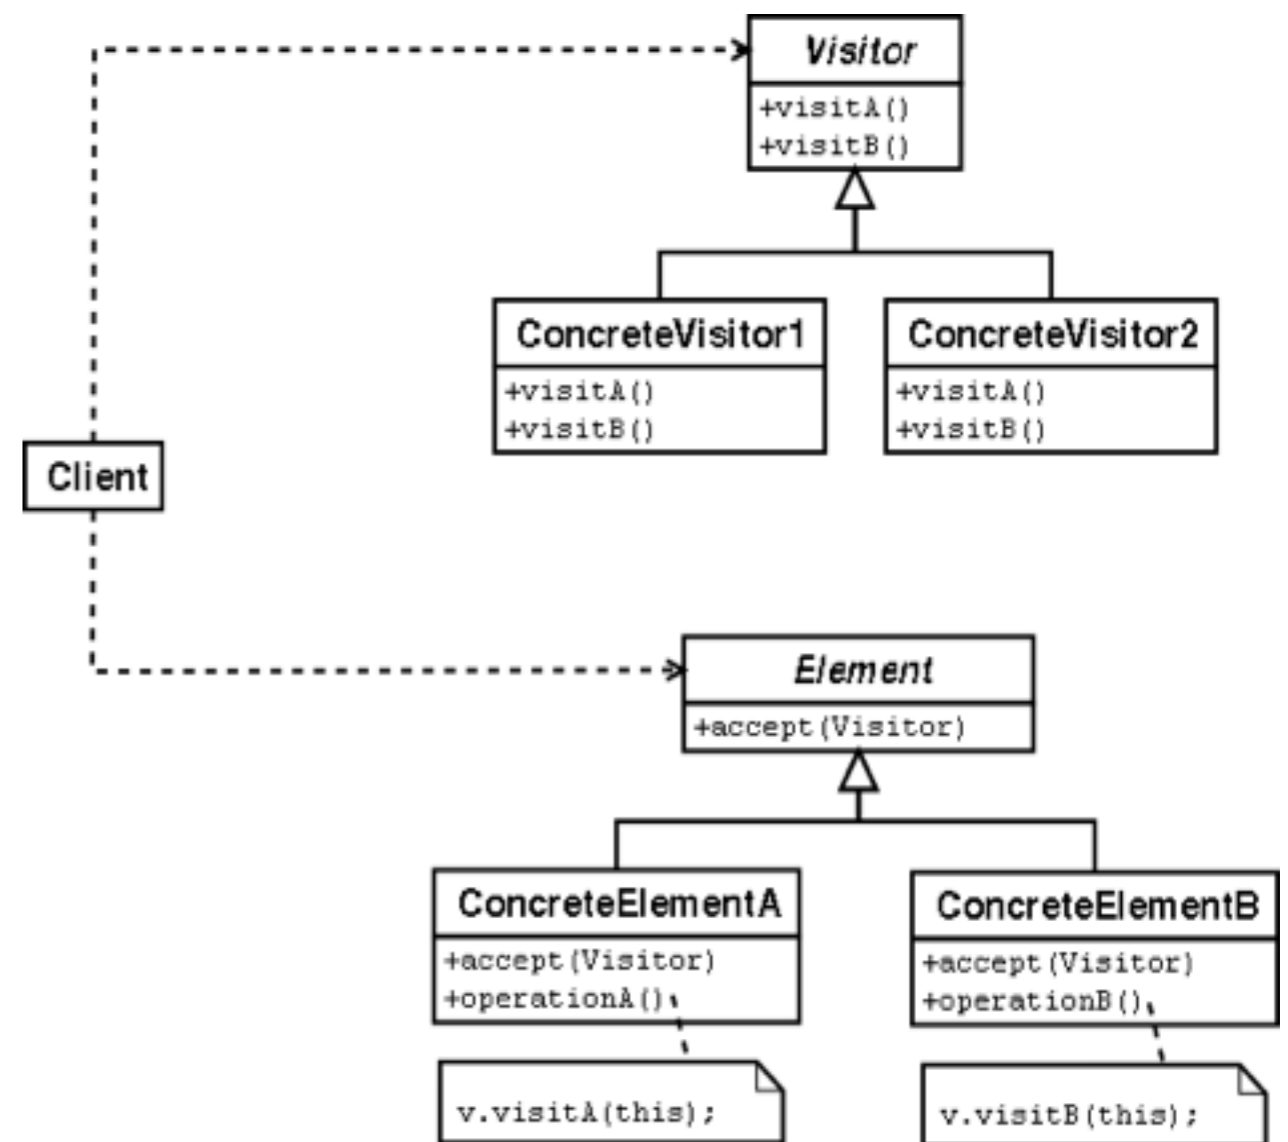 Visitor
+visitA()
+visitB()
ConcreteVisitor1
+visitA()
+visitB()
ConcreteVisitor2
+visitA()
+visitB()
Client
Element
+accept(Visitor)
ConcreteElementA
+accept(Visitor)
+operationA()
v.visitA(this);
ConcreteElementB
+accept(Visitor)
+operationB()
v.visitB(this);